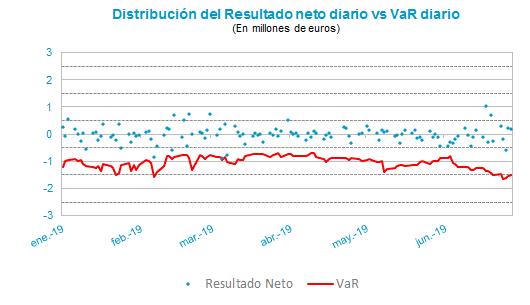 Distribución del Resultado neto diario vs VaR diario
(En millones de euros)
3
2
1
0
-1
-2
-3
ene.-19
feb.-19
mar.-19
abr.-19
may.-19
jun.-19
Resultado Neto
VaR